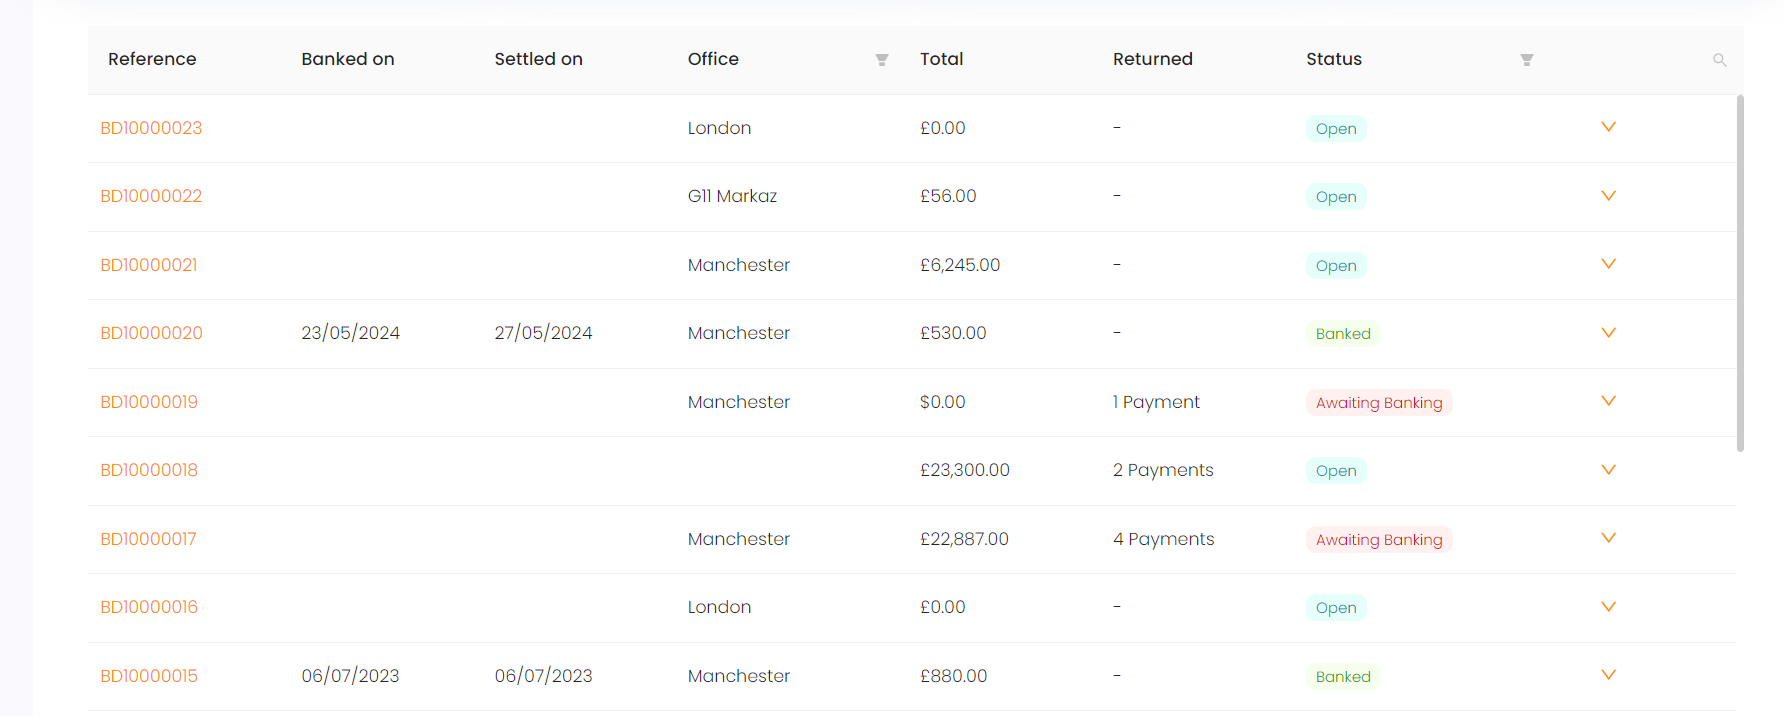 Reference Banked on Settled on Office Total Returned Status
BD10000023 London £0.00 - Open
BD10000022 G11 Markaz £56.00 - Open
BD10000021 Manchester £6,245.00 - Open
BD10000020 23/05/2024 27/05/2024 Manchester £530.00 - Banked
BD10000019 Manchester $0.00 1 Payment Awaiting Banking
BD10000018 £23,300.00 2 Payments Open
BD10000017 Manchester £22,887.00 4 Payments Awaiting Banking
BD10000016 London £0.00 - Open
BD10000015 06/07/2023 06/07/2023 Manchester £880.00 - Banked